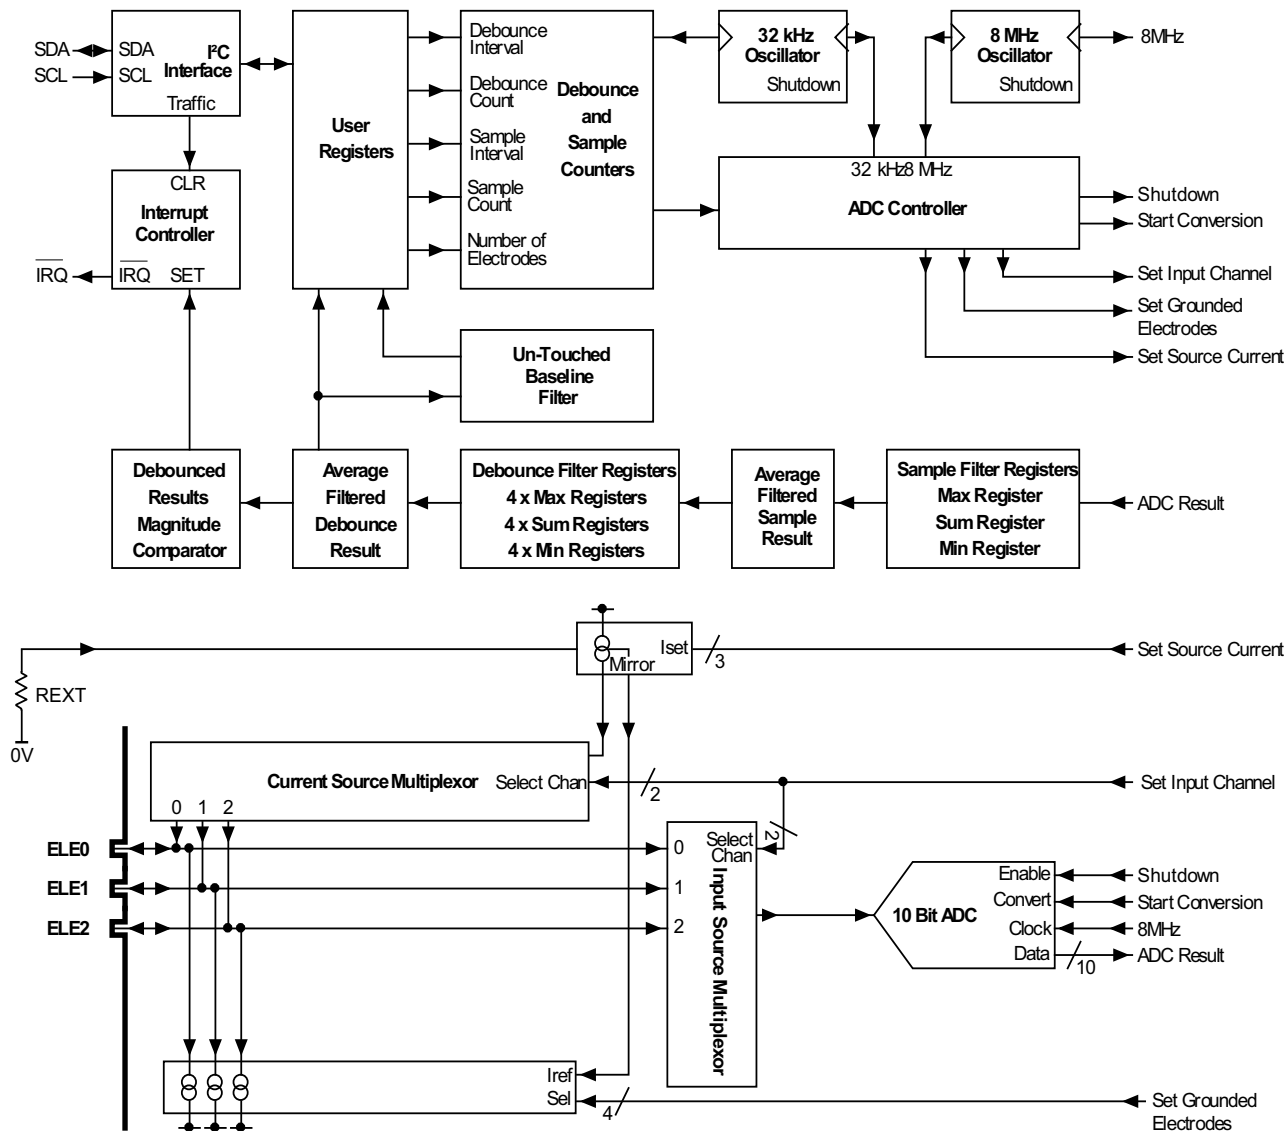 SDA
SCL
SDA
SCL
I²C
Interface
Traffic
CLR
Interrupt
Controller
IRQ
IRQ
SET
User
Registers
Debounce
Interval
Debounce
Count
Sample
Interval
Sample
Count
Number of
Electrodes
Debounce
and
Sample
Counters
32 kHz
Oscillator
Shutdown
8 MHz
Oscillator
Shutdown
8MHz
32 kHz
8 MHz
ADC Controller
Shutdown
Start Conversion
Set Input Channel
Set Grounded
Electrodes
Set Source Current
Un-Touched
Baseline
Filter
Debounced
Results
Magnitude
Comparator
Average
Filtered
Debounce
Result
Debounce Filter Registers
4 x Max Registers
4 x Sum Registers
4 x Min Registers
Average
Filtered
Sample
Result
Sample Filter Registers
Max Register
Sum Register
Min Register
ADC Result
REXT
0V
Mirror
Iset
3
Set Source Current
Current Source Multiplexor
Select Chan
2
Set Input Channel
0 1 2
ELE0
ELE1
ELE2
0
1
2
Select
Chan
2
Input Source Multiplexor
10 Bit ADC
Enable
Convert
Clock
Data
10
Shutdown
Start Conversion
8MHz
ADC Result
Iref
Sel
4
Set Grounded
Electrodes